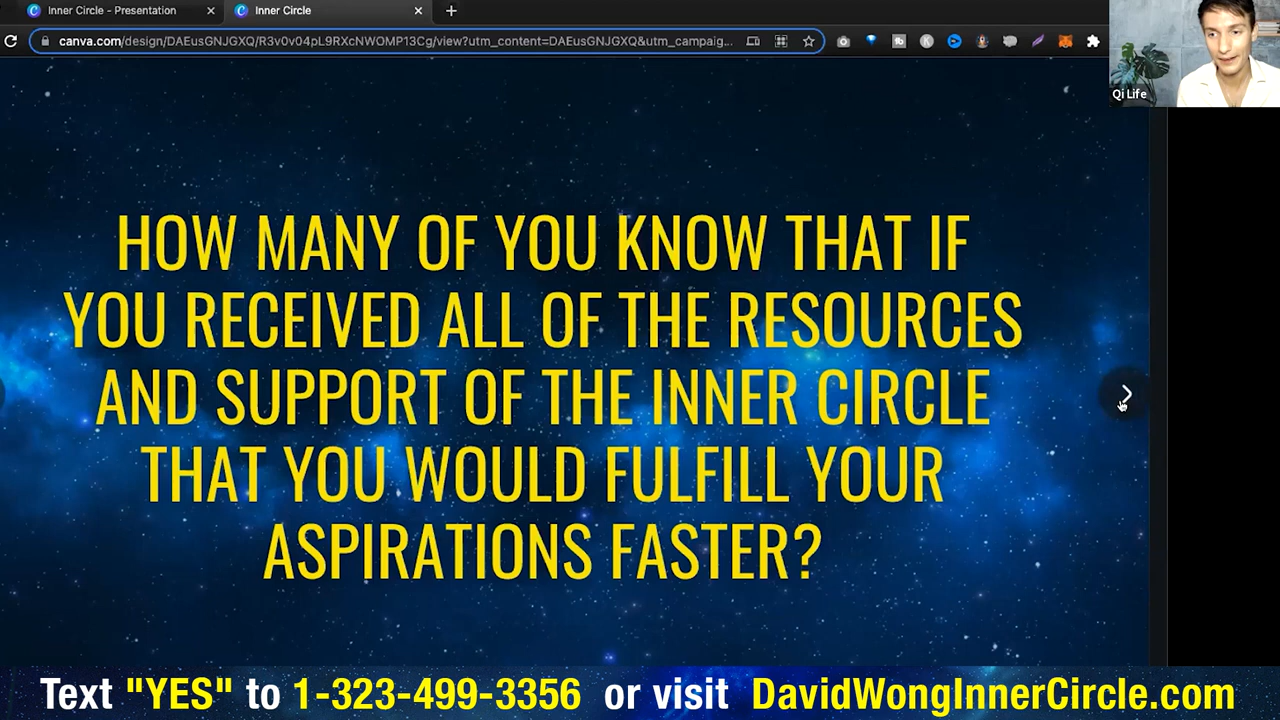 Inner Circle - Presentation
Inner Circle
canva.com/design/DAEusGNJGXQ/R3v0v04pL9RXcNWOMP13Cg/view?utm_content=DAEusGNJGXQ&utm_campaig...
Qi Life
HOW MANY OF YOU KNOW THAT IF
YOU RECEIVED ALL OF THE RESOURCES
AND SUPPORT OF THE INNER CIRCLE
THAT YOU WOULD FULFILL YOUR
ASPIRATIONS FASTER?
Text "YES" to 1-323-499-3356 or visit DavidWongInnerCircle.com